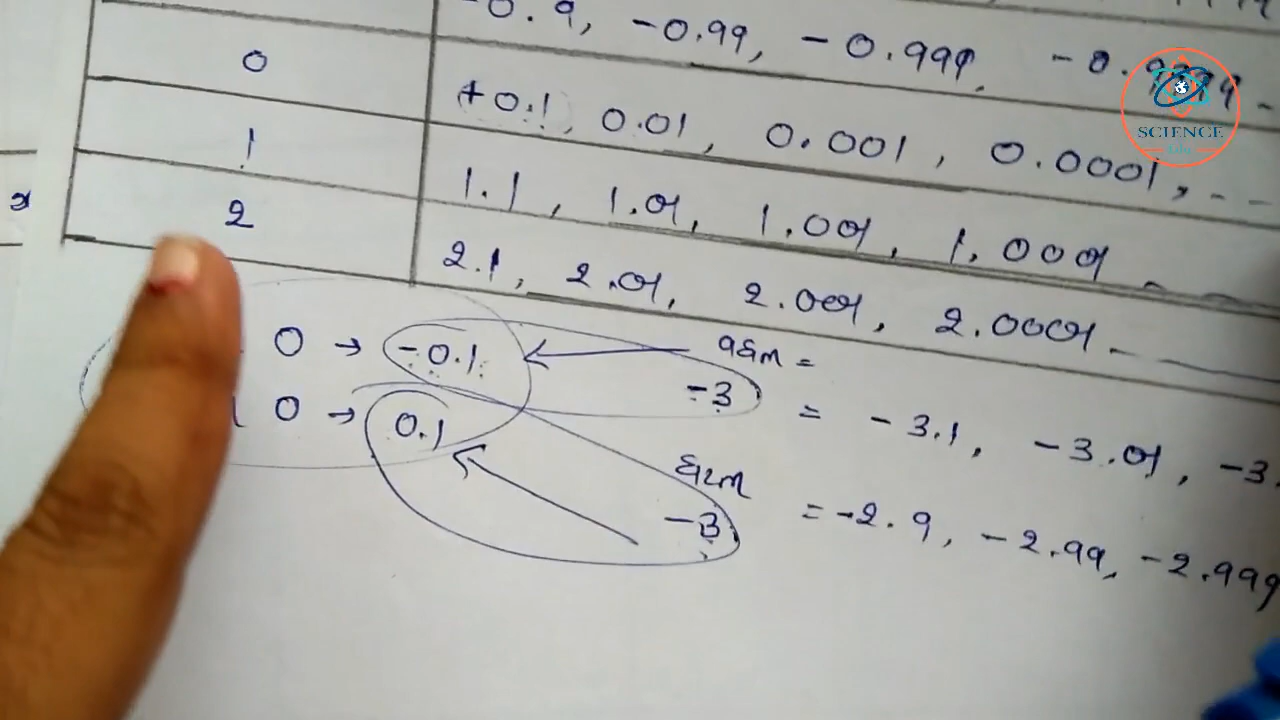 -0.9, -0.99, -0.999, -0.9999 -
0 +0.1, 0.01, 0.001, 0.0001, - -
1 1.1, 1.01, 1.001, 1.0001 - -
2 2.1, 2.01, 2.001, 2.0001 - -
0 → -0.1 ← -3 = -3.1, -3.01, -3.
0 → 0.1 ← -3 = -2.9, -2.99, -2.999
SCIENCE